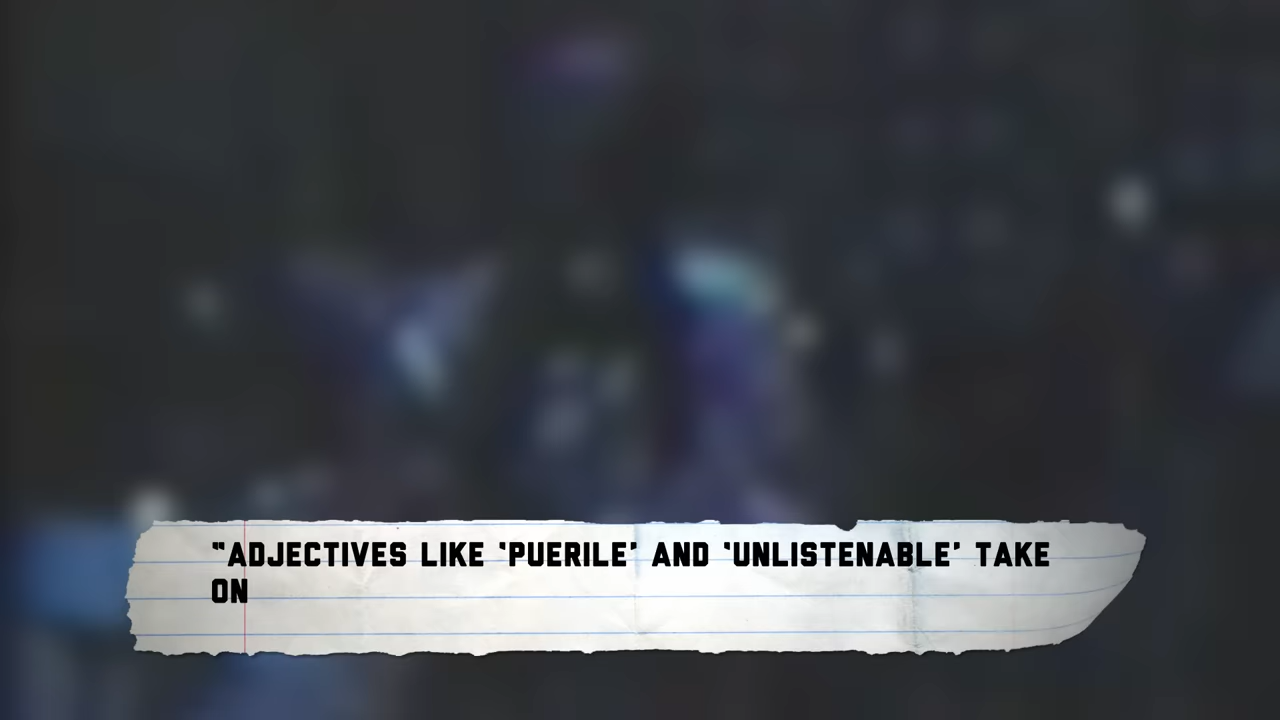 “ADJECTIVES LIKE ‘PUERILE’ AND ‘UNLISTENABLE’ TAKE
ON